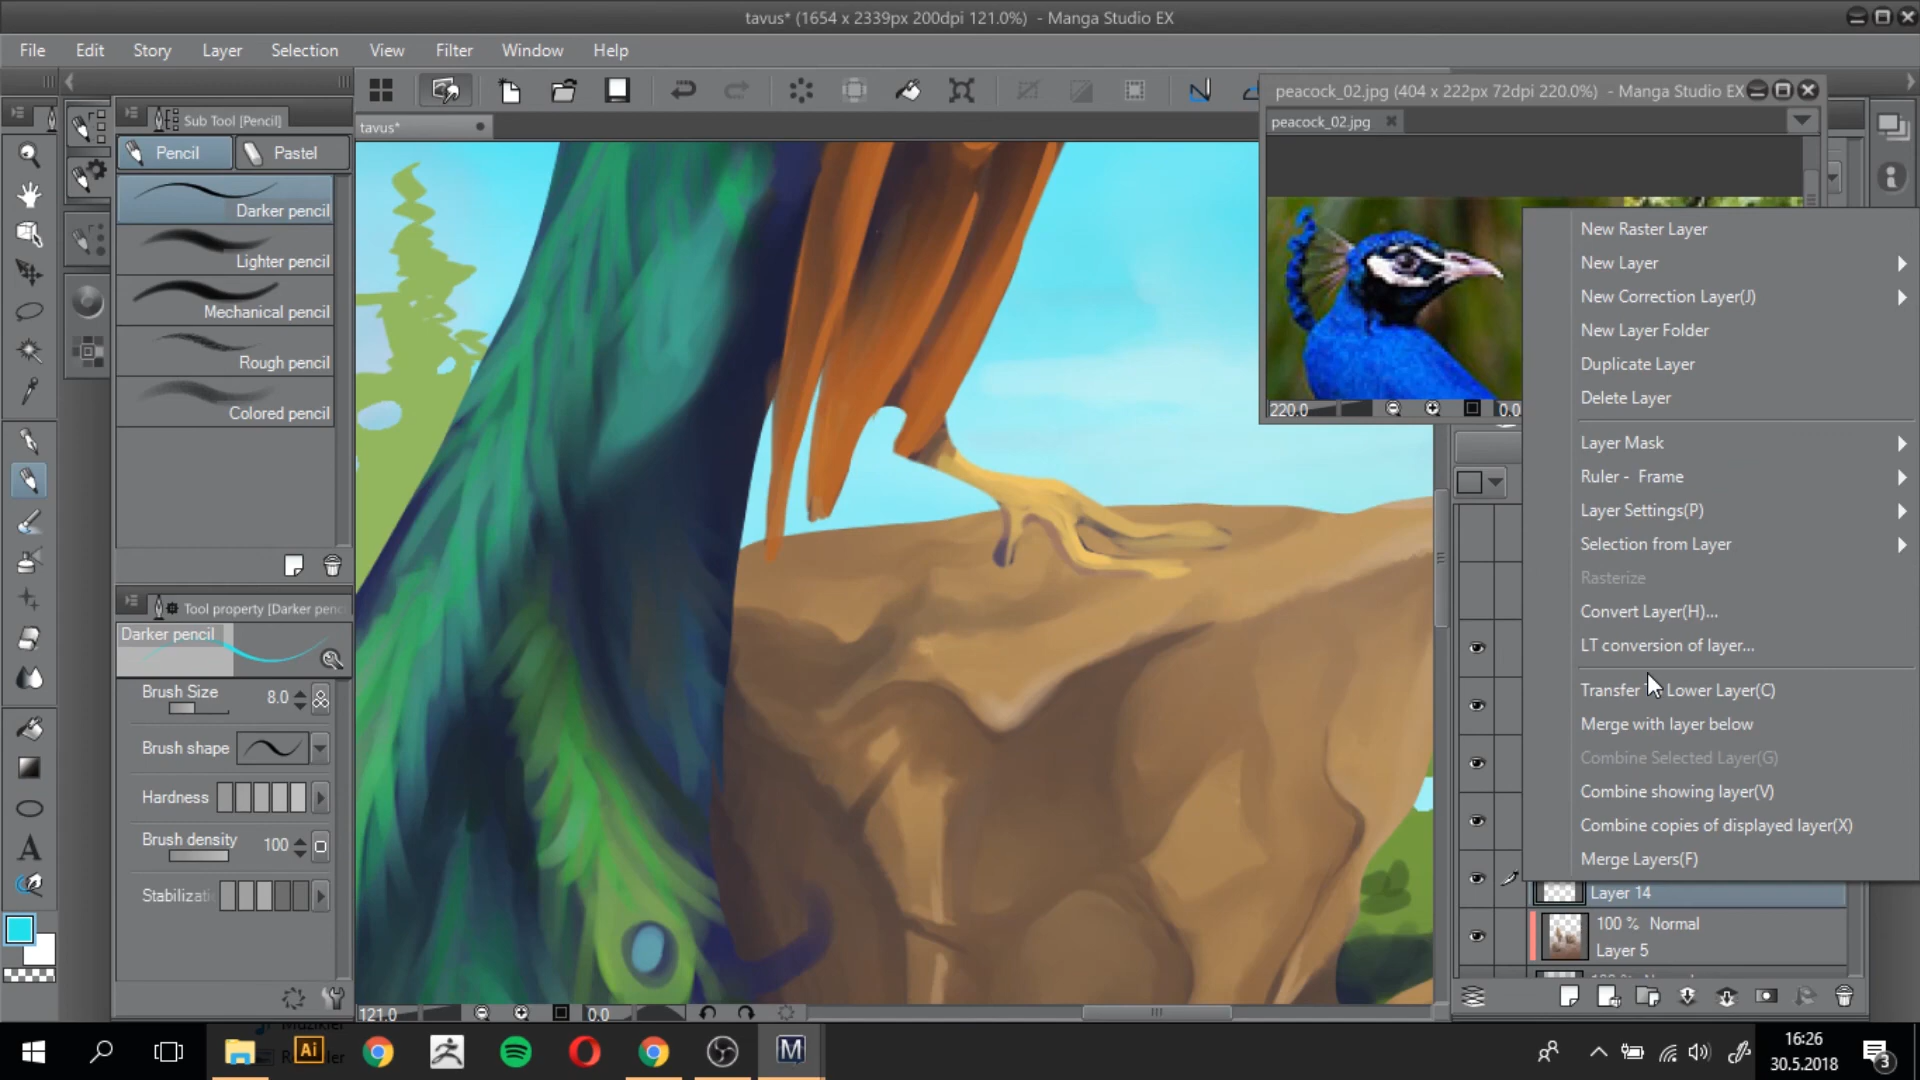 tavus* (1654 x 2339px 200dpi 121.0%) - Manga Studio EX
File Edit Story Layer Selection View Filter Window Help
peacock_02.jpg (404 x 222px 72dpi 220.0%) - Manga Studio EX
peacock_02.jpg
tavus*
Sub Tool [Pencil]
Pencil Pastel
Darker pencil
Lighter pencil
Mechanical pencil
Rough pencil
Colored pencil
Tool property [Darker penc
Darker pencil
Brush Size 8.0
Brush shape
Hardness
Brush density 100
Stabilizati
220.0 0.0
New Raster Layer
New Layer
New Correction Layer(J)
New Layer Folder
Duplicate Layer
Delete Layer
Layer Mask
Ruler - Frame
Layer Settings(P)
Selection from Layer
Rasterize
Convert Layer(H)...
LT conversion of layer...
Transfer Lower Layer(C)
Merge with layer below
Combine Selected Layer(G)
Combine showing layer(V)
Combine copies of displayed layer(X)
Merge Layers(F)
Layer 14
100 % Normal
Layer 5
121.0 0.0
A
Ai
M
16:26
30.5.2018
3